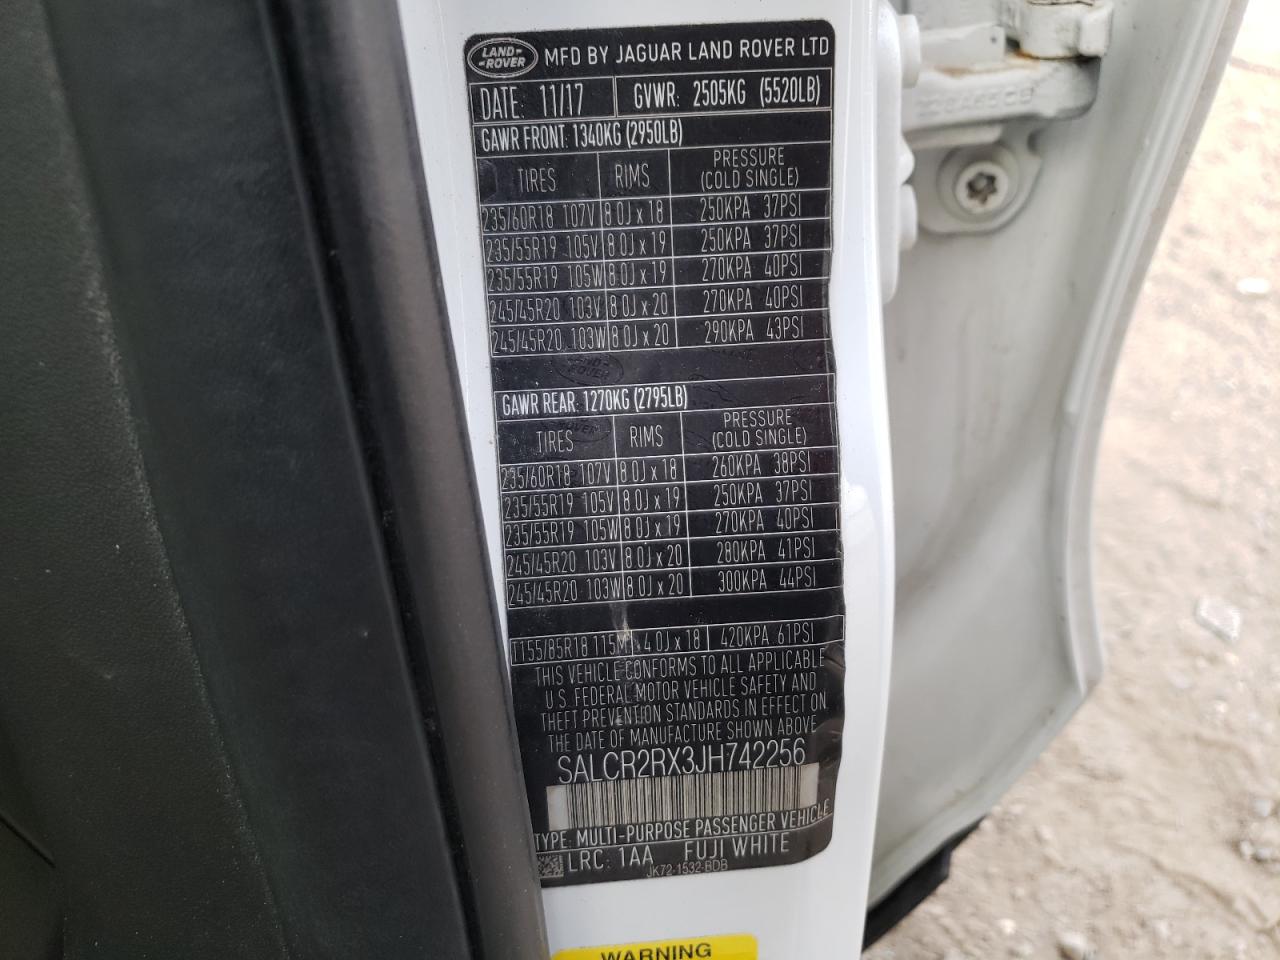 LAND-
-ROVER
MFD BY JAGUAR LAND ROVER LTD
DATE: 11/17 GVWR: 2505KG (5520LB)
GAWR FRONT: 1340KG (2950LB)
TIRES RIMS PRESSURE
(COLD SINGLE)
235/60R18 107V 8.0J x 18 250KPA 37PSI
235/55R19 105V 8.0J x 19 250KPA 37PSI
235/55R19 105W 8.0J x 19 270KPA 40PSI
245/45R20 103V 8.0J x 20 270KPA 40PSI
245/45R20 103W 8.0J x 20 290KPA 43PSI
LAND-
-ROVER
GAWR REAR: 1270KG (2795LB)
TIRES RIMS PRESSURE
(COLD SINGLE)
235/60R18 107V 8.0J x 18 260KPA 38PSI
235/55R19 105V 8.0J x 19 250KPA 37PSI
235/55R19 105W 8.0J x 19 270KPA 40PSI
245/45R20 103V 8.0J x 20 280KPA 41PSI
245/45R20 103W 8.0J x 20 300KPA 44PSI
T155/85R18 115M 4.0J x 18 420KPA 61PSI
THIS VEHICLE CONFORMS TO ALL APPLICABLE
U.S. FEDERAL MOTOR VEHICLE SAFETY AND
THEFT PREVENTION STANDARDS IN EFFECT ON
THE DATE OF MANUFACTURE SHOWN ABOVE
SALCR2RX3JH742256
TYPE: MULTI-PURPOSE PASSENGER VEHICLE
LRC: 1AA FUJI WHITE
JK72-1532-BDB
WARNING